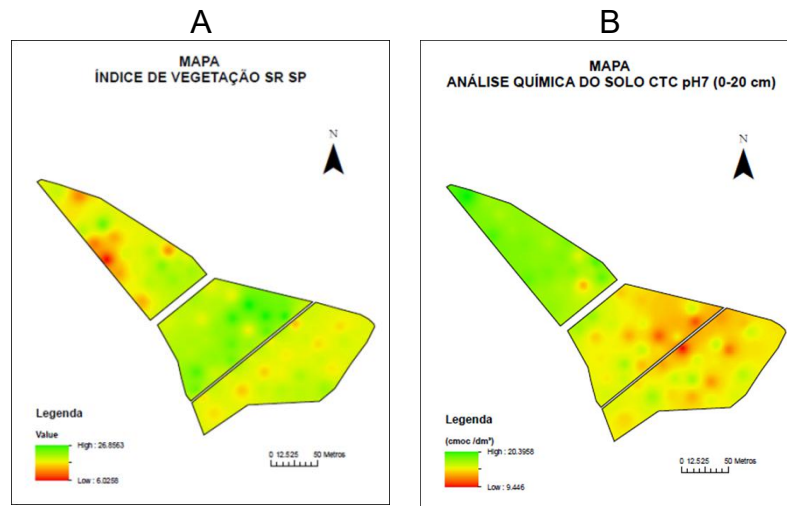 A
MAPA
ÍNDICE DE VEGETAÇÃO SR SP
N
Legenda
Value
High : 26.8563
Low : 6.0258
0 12.525 50 Metros
B
MAPA
ANÁLISE QUÍMICA DO SOLO CTC pH7 (0-20 cm)
N
Legenda
(cmoc /dm³)
High : 20.3958
Low : 9.446
0 12.525 50 Metros